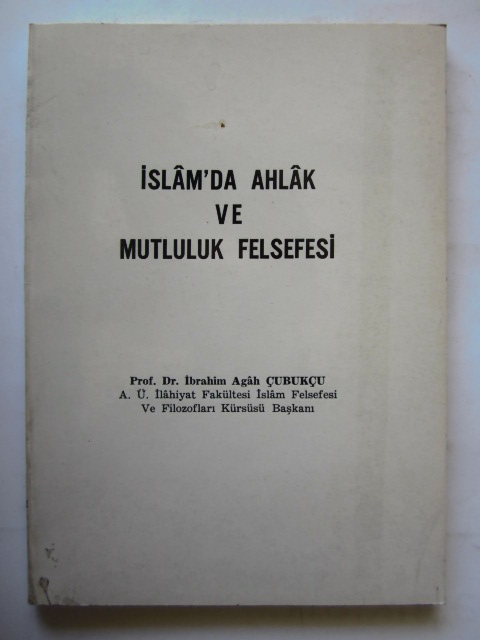 İSLÂM'DA AHLÂK
VE
MUTLULUK FELSEFESİ
Prof. Dr. İbrahim Agâh ÇUBUKÇU
A. Ü. İlâhiyat Fakültesi İslâm Felsefesi
Ve Filozofları Kürsüsü Başkanı